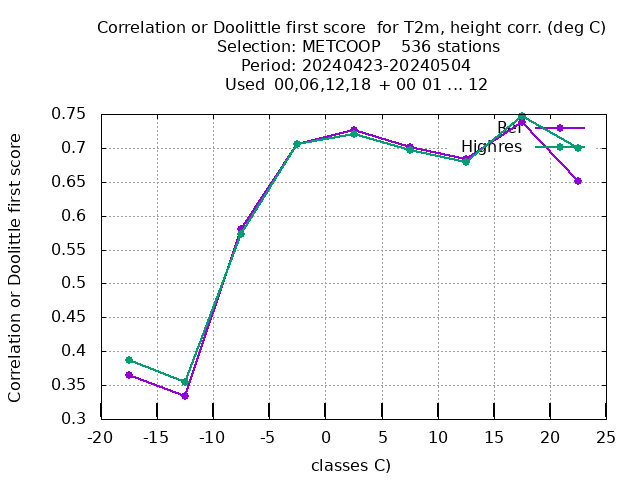 Correlation or Doolittle first score for T2m, height corr. (deg C)
Selection: METCOOP 536 stations
Period: 20240423-20240504
Used 00,06,12,18 + 00 01 ... 12
Correlation or Doolittle first score
0.75
0.7
0.65
0.6
0.55
0.5
0.45
0.4
0.35
0.3
Ref
Highres
-20 -15 -10 -5 0 5 10 15 20 25
classes C)